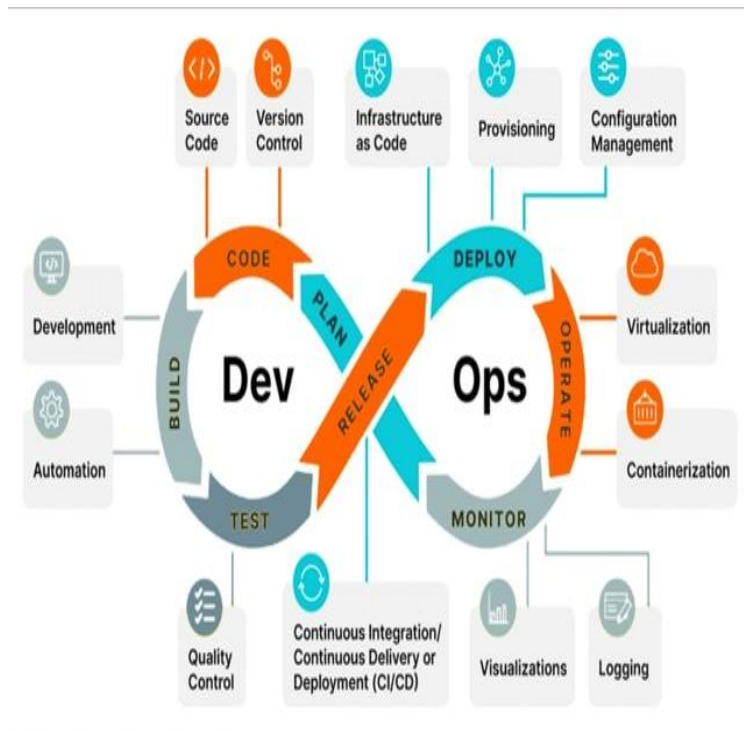 Source
Code
Version
Control
Infrastructure
as Code
Provisioning
Configuration
Management
CODE
PLAN
DEPLOY
Development
BUILD
Dev
RELEASE
Ops
OPERATE
Virtualization
Automation
Containerization
TEST
MONITOR
Quality
Control
Continuous Integration/
Continuous Delivery or
Deployment (CI/CD)
Visualizations
Logging